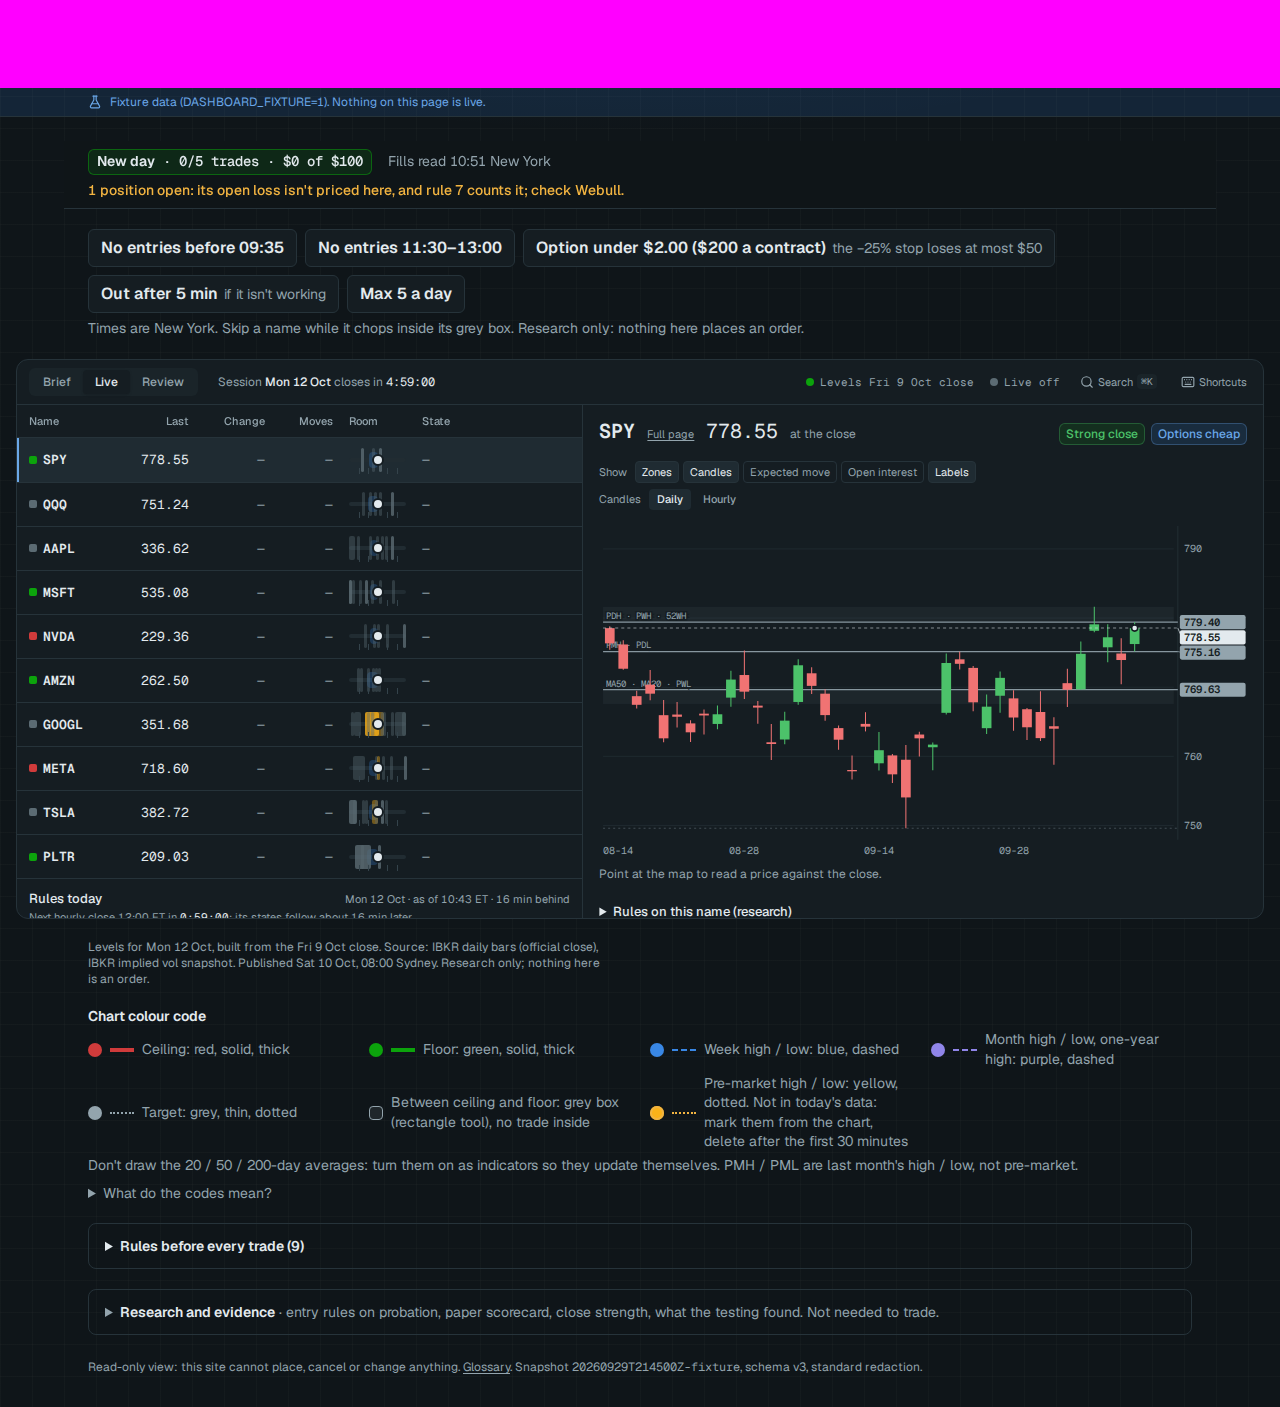 Fixture data (DASHBOARD_FIXTURE=1). Nothing on this page is live.
New day · 0/5 trades · $0 of $100 Fills read 10:51 New York
1 position open: its open loss isn't priced here, and rule 7 counts it; check Webull.
No entries before 09:35 No entries 11:30–13:00 Option under $2.00 ($200 a contract) the −25% stop loses at most $50
Out after 5 min if it isn't working Max 5 a day
Times are New York. Skip a name while it chops inside its grey box. Research only: nothing here places an order.
Brief Live Review Session Mon 12 Oct closes in 4:59:00 Levels Fri 9 Oct close Live off Search ⌘K Shortcuts
Name Last Change Moves Room State
SPY 778.55 – – –
QQQ 751.24 – – –
AAPL 336.62 – – –
MSFT 535.08 – – –
NVDA 229.36 – – –
AMZN 262.50 – – –
GOOGL 351.68 – – –
META 718.60 – – –
TSLA 382.72 – – –
PLTR 209.03 – – –
Rules today Mon 12 Oct · as of 10:43 ET · 16 min behind
Next hourly close 12:00 ET in 0:59:00; its states follow about 16 min later
SPY Full page 778.55 at the close Strong close Options cheap
Show Zones Candles Expected move Open interest Labels
Candles Daily Hourly
790
PDH · PWH · 52WH
779.40
778.55
PDL
775.16
MA50 · MA20 · PWL
769.63
760
750
08-14 08-28 09-14 09-28
Point at the map to read a price against the close.
Rules on this name (research)
Levels for Mon 12 Oct, built from the Fri 9 Oct close. Source: IBKR daily bars (official close),
IBKR implied vol snapshot. Published Sat 10 Oct, 08:00 Sydney. Research only; nothing here
is an order.
Chart colour code
Ceiling: red, solid, thick
Floor: green, solid, thick
Week high / low: blue, dashed
Month high / low, one-year
high: purple, dashed
Target: grey, thin, dotted
Between ceiling and floor: grey box
(rectangle tool), no trade inside
Pre-market high / low: yellow,
dotted. Not in today's data:
mark them from the chart,
delete after the first 30 minutes
Don't draw the 20 / 50 / 200-day averages: turn them on as indicators so they update themselves. PMH / PML are last month's high / low, not pre-market.
What do the codes mean?
Rules before every trade (9)
Research and evidence · entry rules on probation, paper scorecard, close strength, what the testing found. Not needed to trade.
Read-only view: this site cannot place, cancel or change anything. Glossary. Snapshot 20260929T214500Z-fixture, schema v3, standard redaction.